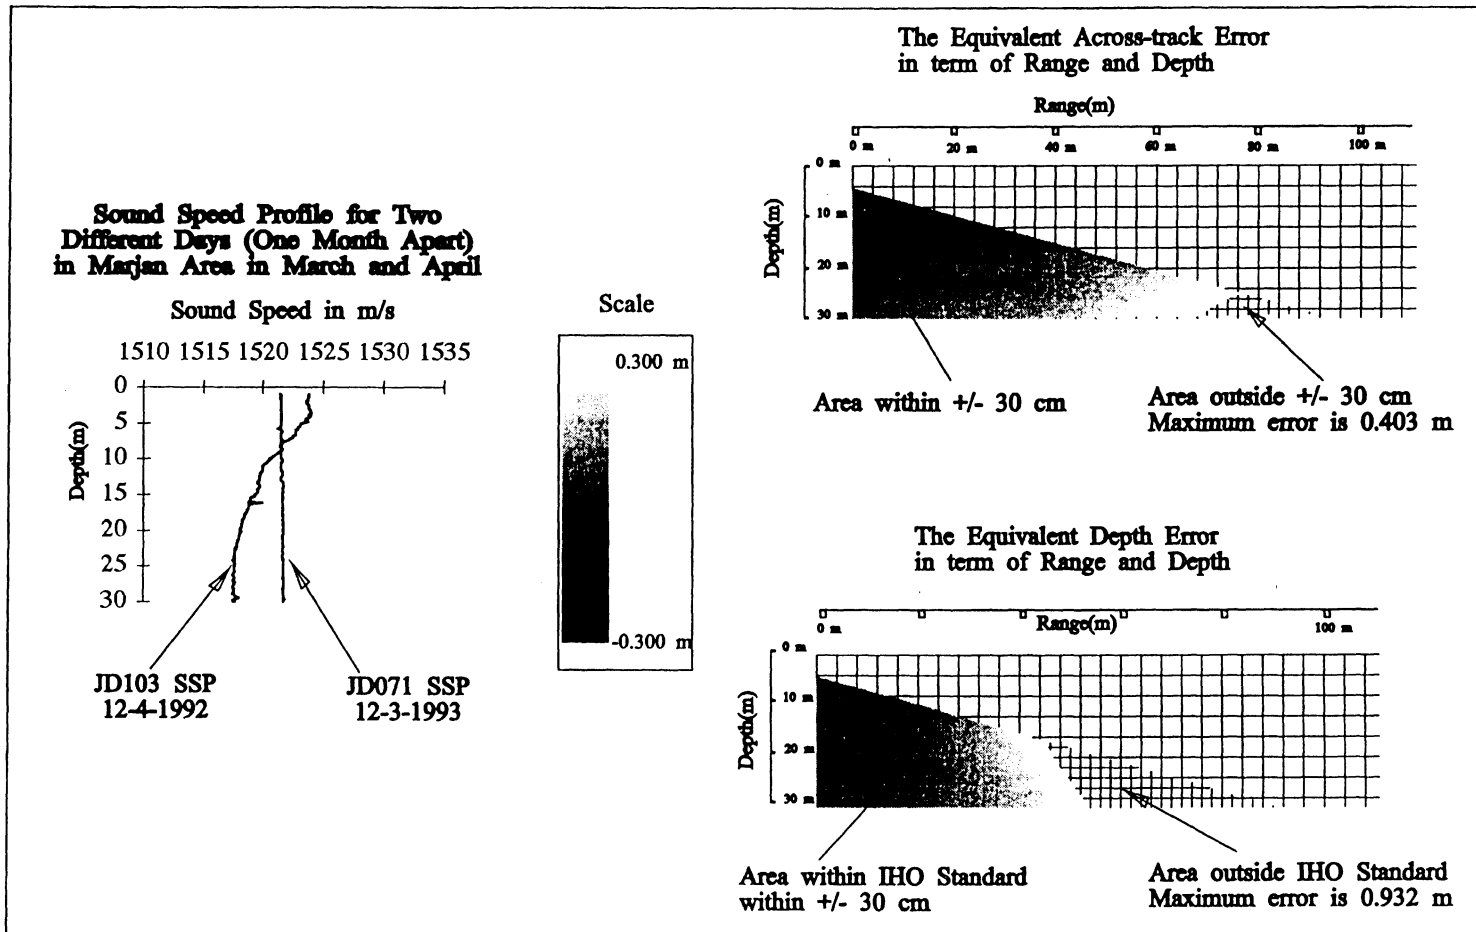 The Equivalent Across-track Error
in term of Range and Depth
Range(m)
0 m 20 m 40 m 60 m 80 m 100 m
0 m
10 m
20 m
30 m
Depth(m)
Area within +/- 30 cm
Area outside +/- 30 cm
Maximum error is 0.403 m
Sound Speed Profile for Two
Different Days (One Month Apart)
in Marjan Area in March and April
Sound Speed in m/s
1510 1515 1520 1525 1530 1535
0
5
10
15
20
25
30
Depth(m)
JD103 SSP
12-4-1992
JD071 SSP
12-3-1993
Scale
0.300 m
-0.300 m
The Equivalent Depth Error
in term of Range and Depth
0 m Range(m) 100 m
0 m
10 m
20 m
30 m
Depth(m)
Area within IHO Standard
within +/- 30 cm
Area outside IHO Standard
Maximum error is 0.932 m